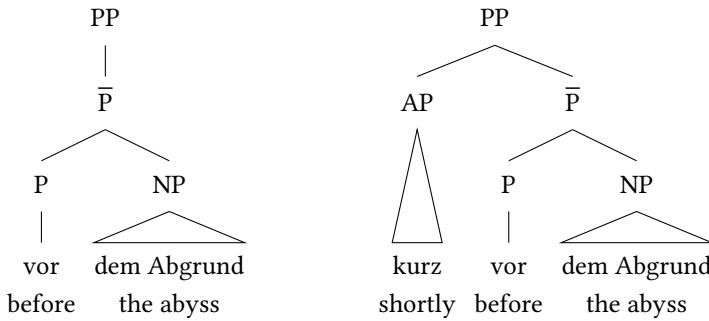 PP PP
P̅ AP P̅
P NP P NP
vor dem Abgrund kurz vor dem Abgrund
before the abyss shortly before the abyss